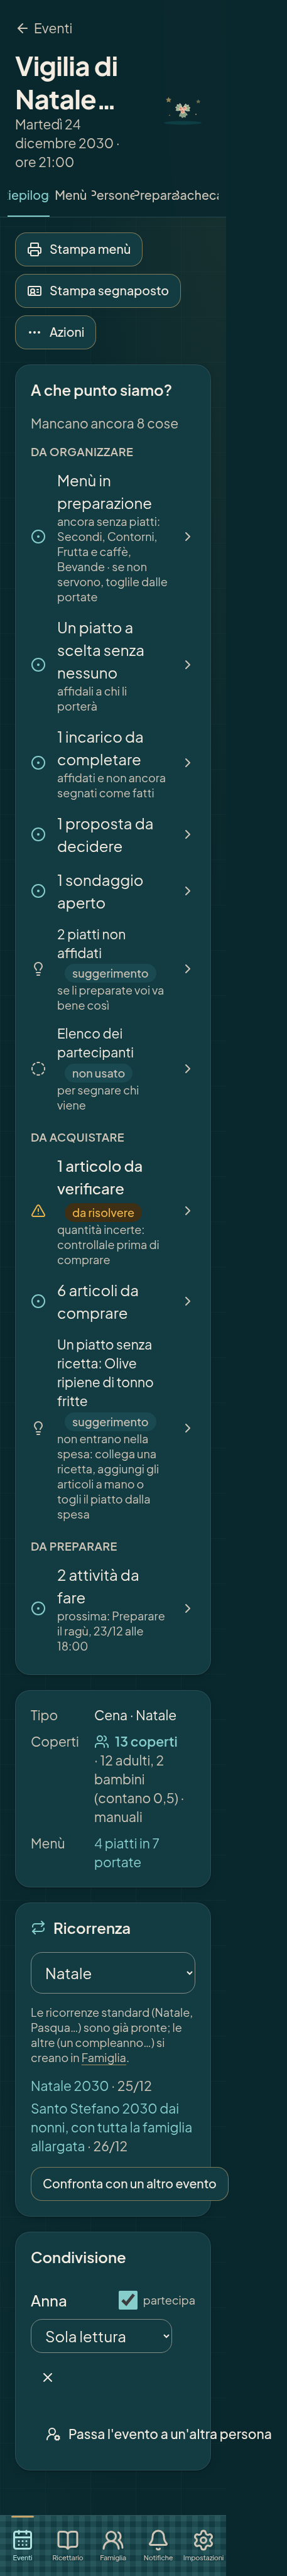 Eventi
Vigilia di
Natale…
Martedì 24
dicembre 2030 ·
ore 21:00
iepilog
Menù
Persone
Prepara
Bacheca
Stampa menù
Stampa segnaposto
Azioni
A che punto siamo?
Mancano ancora 8 cose
DA ORGANIZZARE
Menù in
preparazione
ancora senza piatti:
Secondi, Contorni,
Frutta e caffè,
Bevande · se non
servono, toglile dalle
portate
Un piatto a
scelta senza
nessuno
affidali a chi li
porterà
1 incarico da
completare
affidati e non ancora
segnati come fatti
1 proposta da
decidere
1 sondaggio
aperto
2 piatti non
affidati
suggerimento
se li preparate voi va
bene così
Elenco dei
partecipanti
non usato
per segnare chi
viene
DA ACQUISTARE
1 articolo da
verificare
da risolvere
quantità incerte:
controllale prima di
comprare
6 articoli da
comprare
Un piatto senza
ricetta: Olive
ripiene di tonno
fritte
suggerimento
non entrano nella
spesa: collega una
ricetta, aggiungi gli
articoli a mano o
togli il piatto dalla
spesa
DA PREPARARE
2 attività da
fare
prossima: Preparare
il ragù, 23/12 alle
18:00
Tipo
Cena · Natale
Coperti
13 coperti
· 12 adulti, 2
bambini
(contano 0,5) ·
manuali
Menù
4 piatti in 7
portate
Ricorrenza
Natale
Le ricorrenze standard (Natale,
Pasqua…) sono già pronte; le
altre (un compleanno…) si
creano in Famiglia.
Natale 2030 · 25/12
Santo Stefano 2030 dai
nonni, con tutta la famiglia
allargata · 26/12
Confronta con un altro evento
Condivisione
Anna
partecipa
Sola lettura
Passa l'evento a un'altra persona
Eventi
Ricettario
Famiglia
Notifiche
Impostazioni